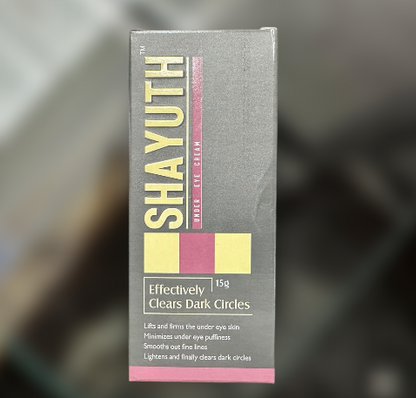 SHAYUTH™
UNDER EYE CREAM
Effectively
15g
Clears Dark Circles
Lifts and firms the under eye skin
Minimizes under eye puffiness
Smooths out fine lines
Lightens and finally clears dark circles